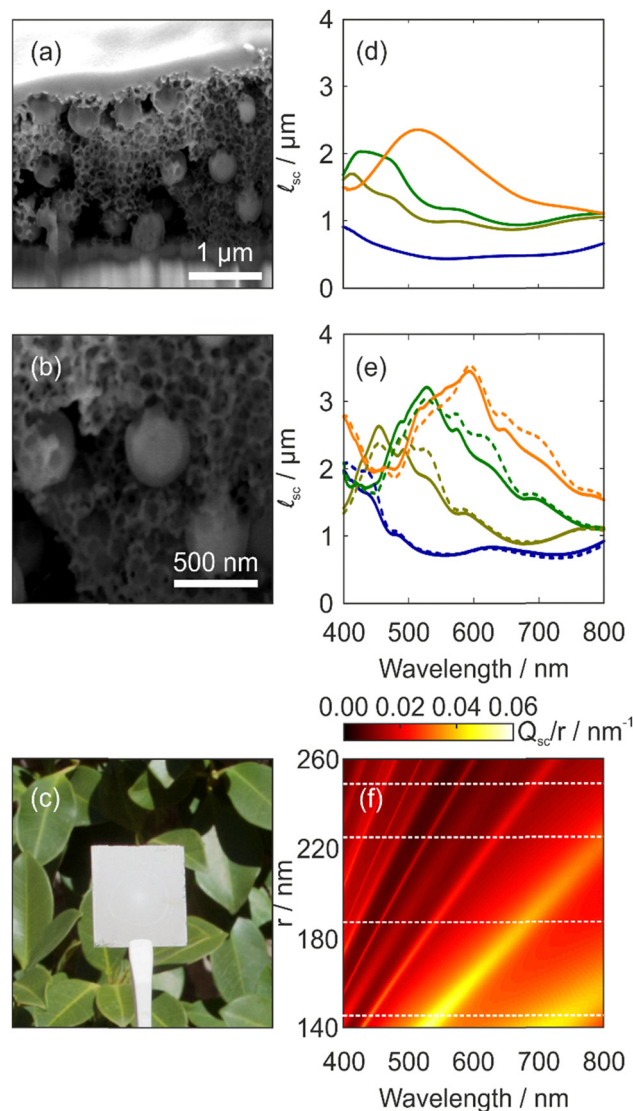 (a)
1 µm
(d)
4
3
2
1
0
ℓsc / µm
(b)
500 nm
(e)
4
3
2
1
0
ℓsc / µm
400 500 600 700 800
Wavelength / nm
0.00 0.02 0.04 0.06
Qsc/r / nm⁻¹
(c)
(f)
260
220
180
140
r / nm
400 500 600 700 800
Wavelength / nm